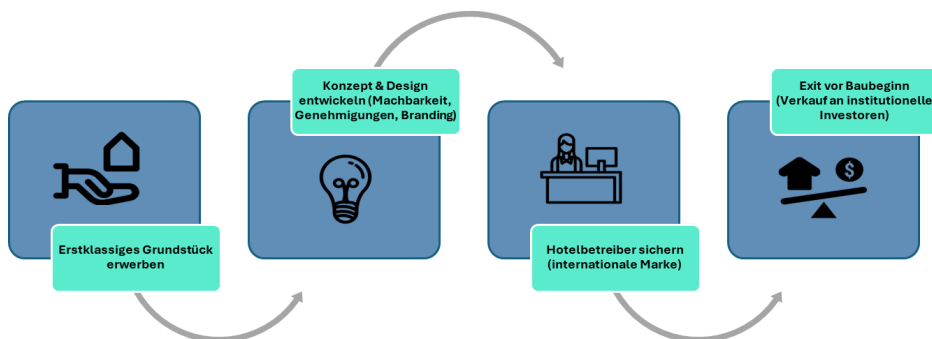 Erstklassiges Grundstück
erwerben
Konzept & Design
entwickeln (Machbarkeit,
Genehmigungen, Branding)
Hotelbetreiber sichern
(internationale Marke)
Exit vor Baubeginn
(Verkauf an institutionelle
Investoren)
$